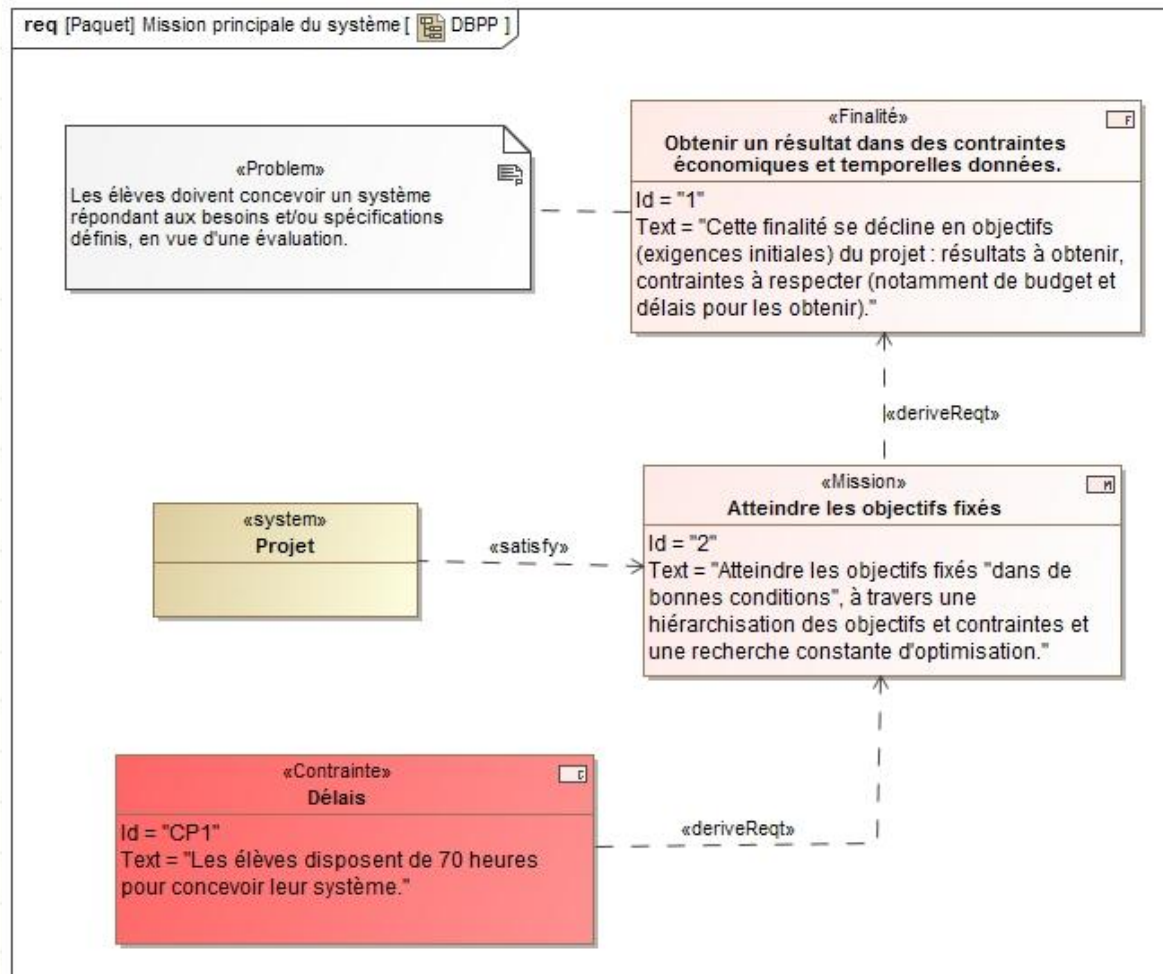 req [Paquet] Mission principale du système [ DBPP ]
«Problem»
Les élèves doivent concevoir un système
répondant aux besoins et/ou spécifications
définis, en vue d'une évaluation.
«Finalité»
F
Obtenir un résultat dans des contraintes
économiques et temporelles données.
Id = "1"
Text = "Cette finalité se décline en objectifs
(exigences initiales) du projet : résultats à obtenir,
contraintes à respecter (notamment de budget et
délais pour les obtenir)."
«deriveReqt»
«system»
Projet
«satisfy»
«Mission»
M
Atteindre les objectifs fixés
Id = "2"
Text = "Atteindre les objectifs fixés "dans de
bonnes conditions", à travers une
hiérarchisation des objectifs et contraintes et
une recherche constante d'optimisation."
«Contrainte»
C
Délais
Id = "CP1"
Text = "Les élèves disposent de 70 heures
pour concevoir leur système."
«deriveReqt»